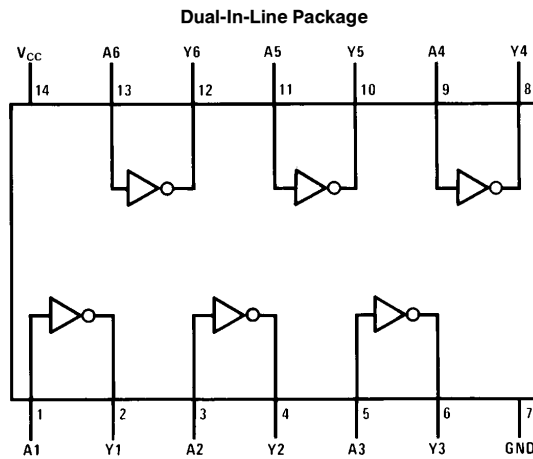 Dual-In-Line Package
VCC A6 Y6 A5 Y5 A4 Y4
14 13 12 11 10 9 8
1 2 3 4 5 6 7
A1 Y1 A2 Y2 A3 Y3 GND